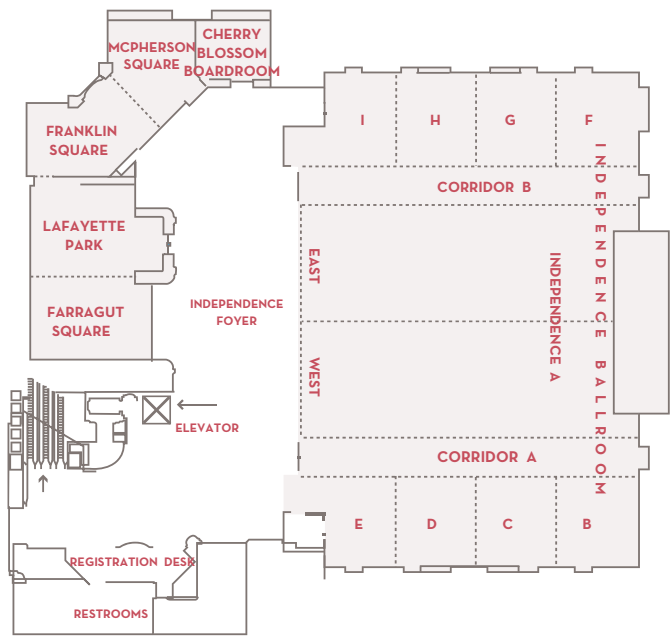 MCPHERSON
SQUARE
CHERRY
BLOSSOM
BOARDROOM
FRANKLIN
SQUARE
I
H
G
F
CORRIDOR B
LAFAYETTE
PARK
FARRAGUT
SQUARE
INDEPENDENCE
FOYER
EAST
WEST
INDEPENDENCE A
INDEPENDENCE BALLROOM
ELEVATOR
CORRIDOR A
E
D
C
B
REGISTRATION DESK
RESTROOMS